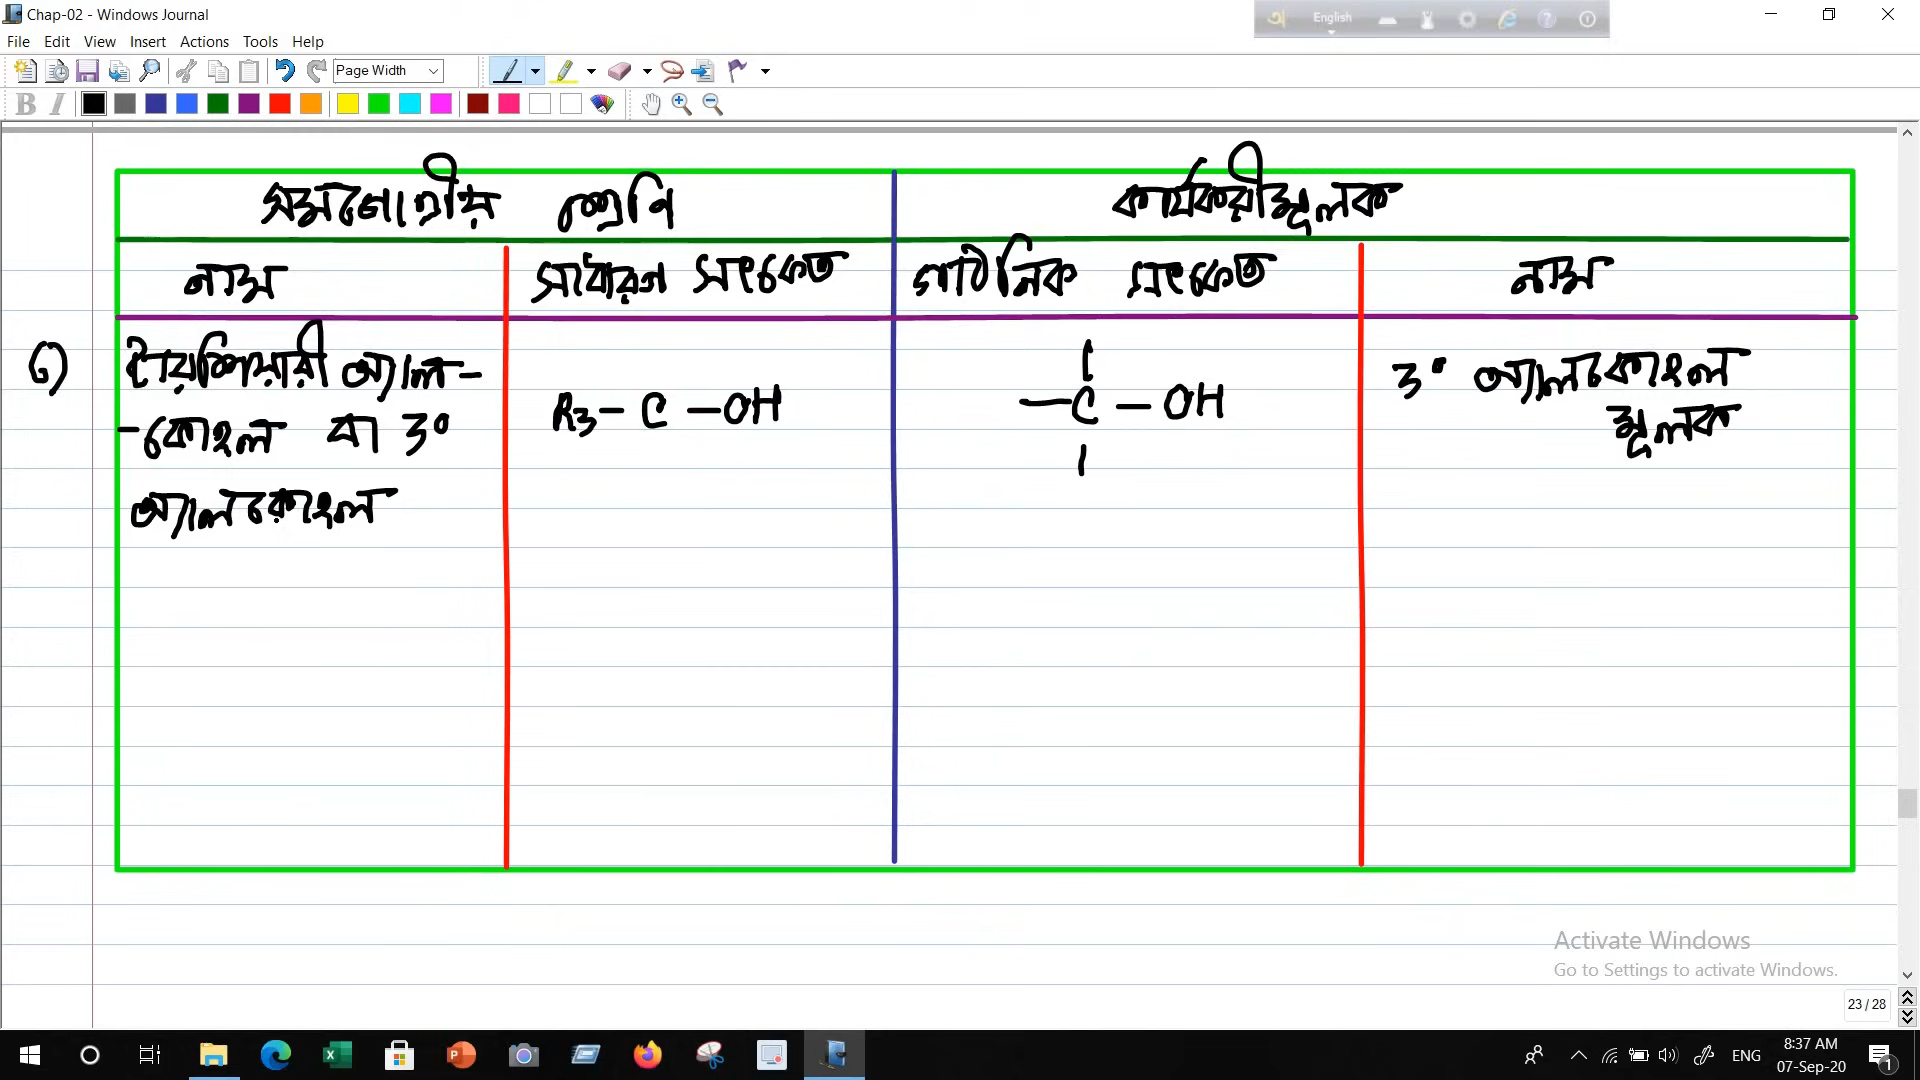 Chap-02 - Windows Journal
English
File Edit View Insert Actions Tools Help
Page Width
B I
সমগোত্রীয় শ্রেণি কার্যকরীমূলক
নাম সাধারণ সংকেত গাঠনিক সংকেত নাম
৩) টারশিয়ারী অ্যাল-
-কোহল বা 3°
অ্যালকোহল
R3 – C – OH
– C – OH
3° অ্যালকোহল
মূলক
Activate Windows
Go to Settings to activate Windows.
23 / 28
ENG
8:37 AM
07-Sep-20
1